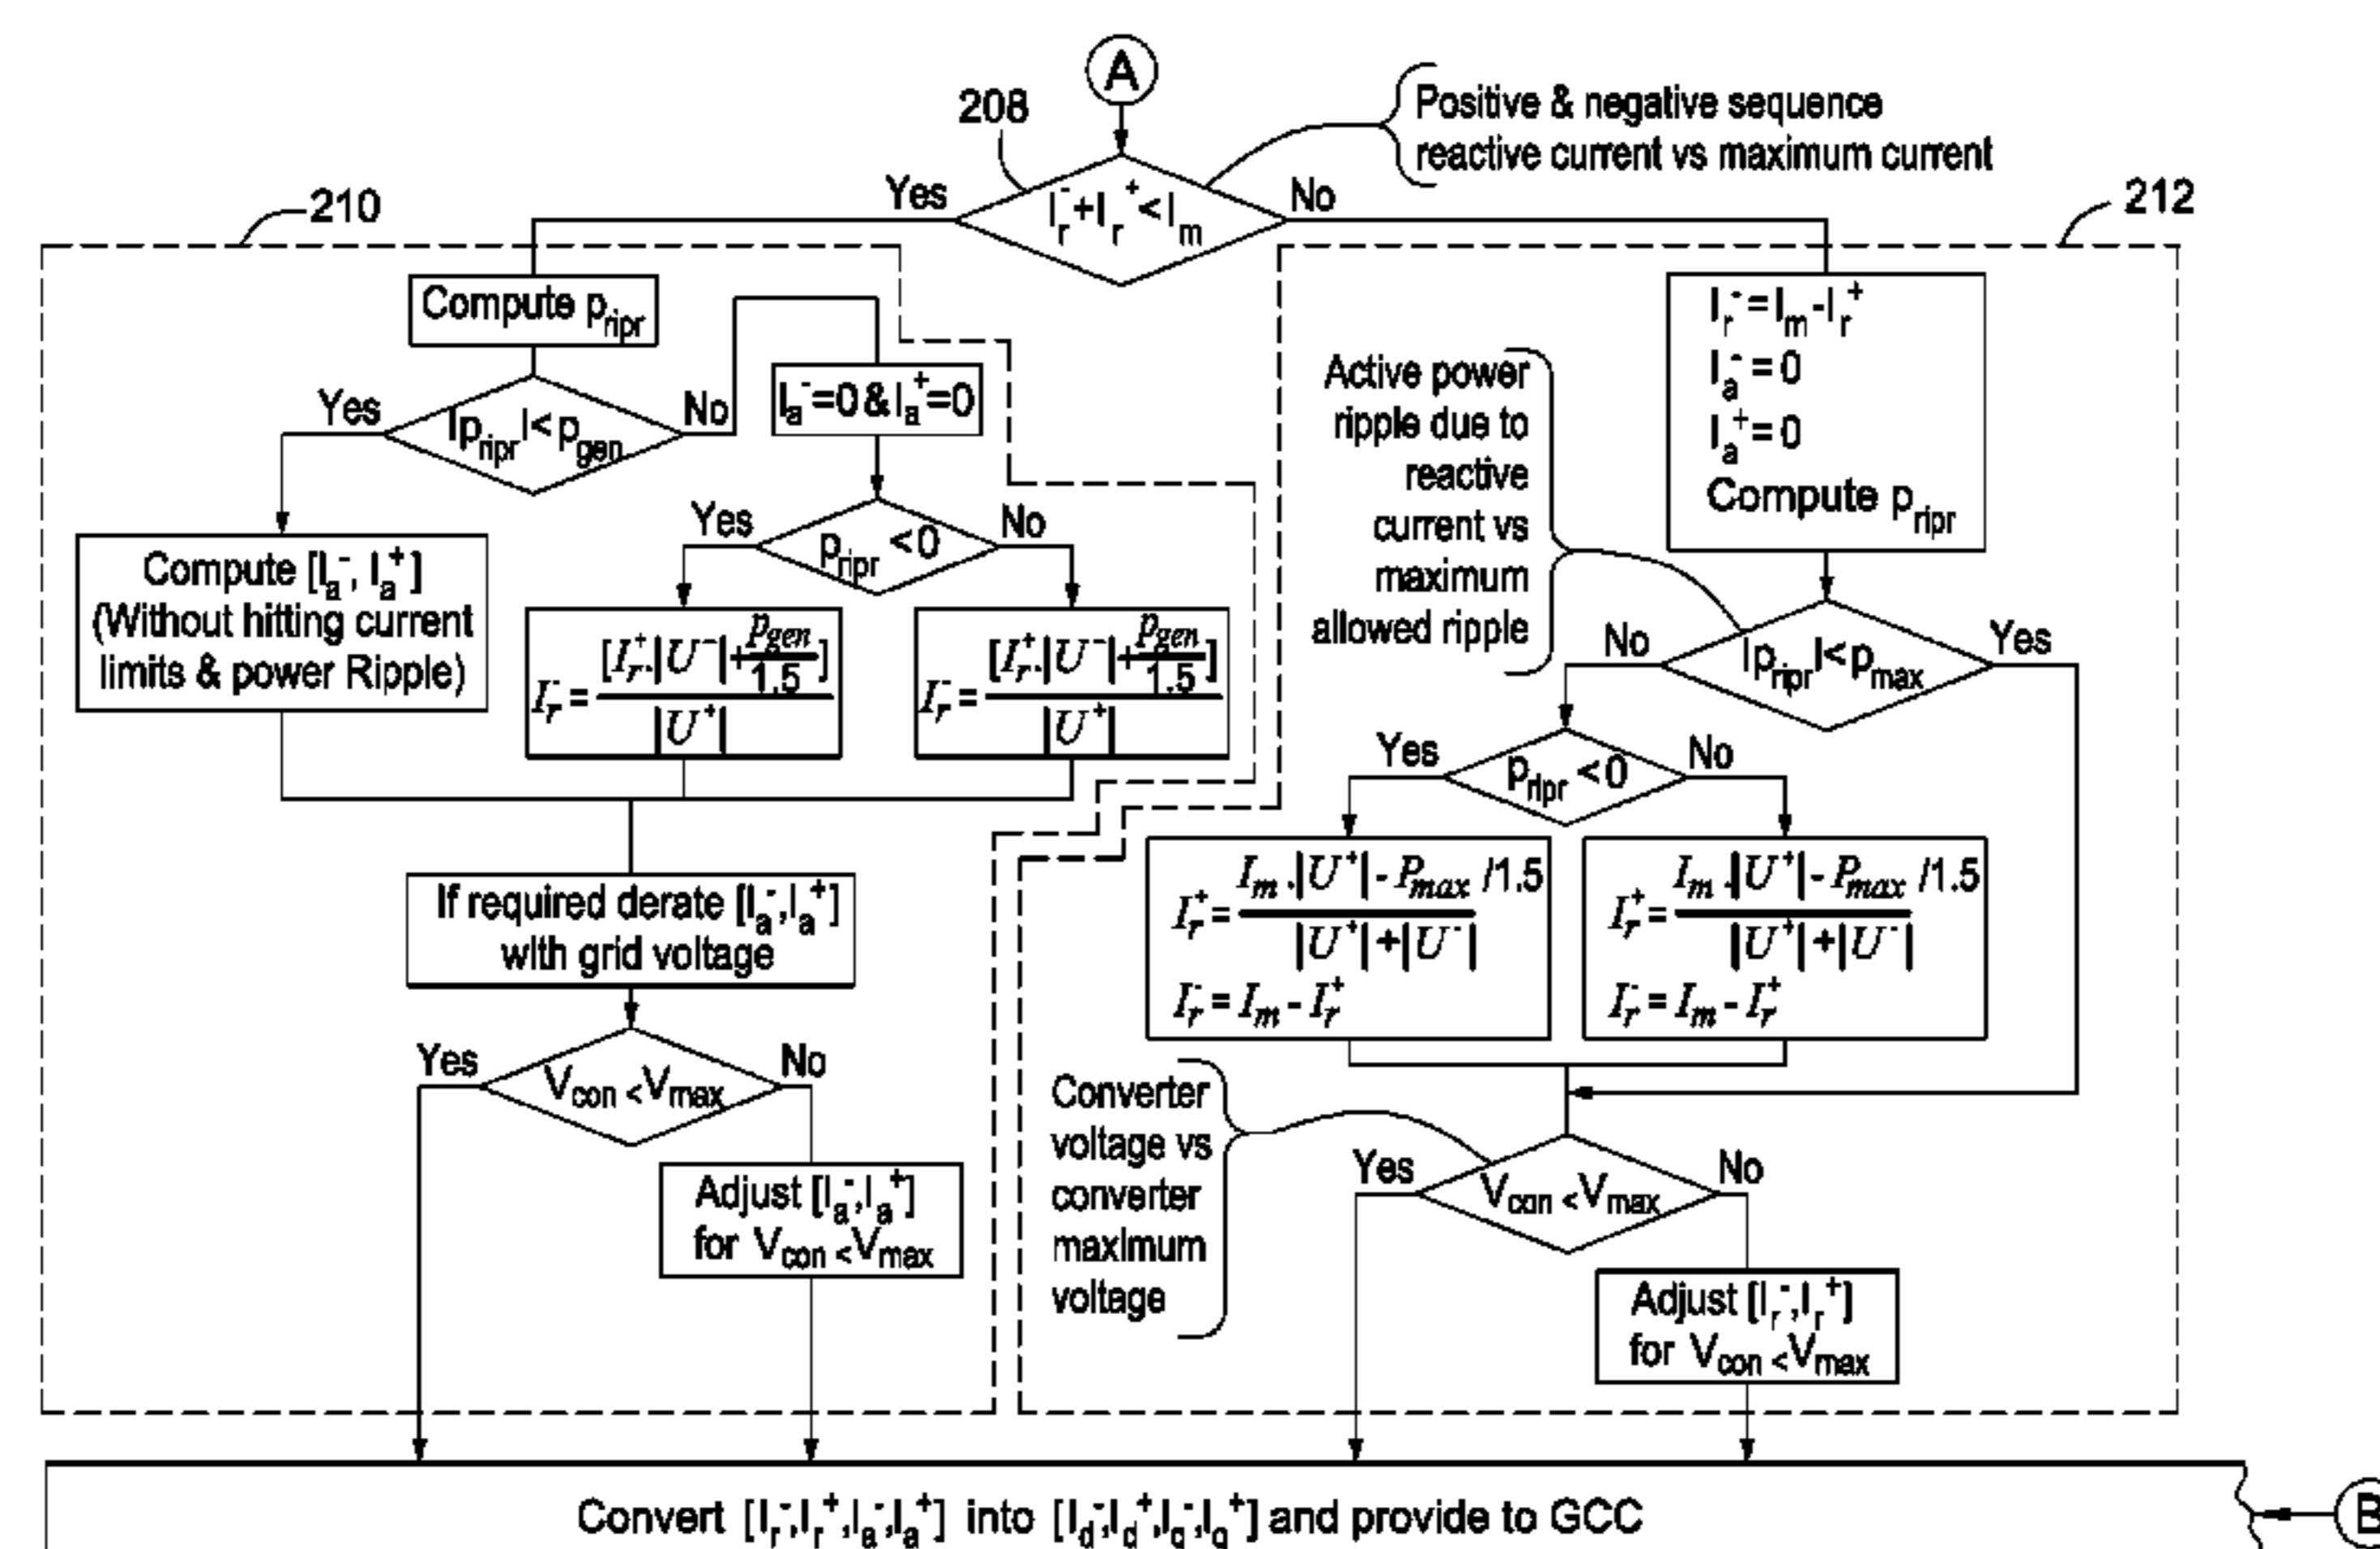 A
208
Positive & negative sequence
reactive current vs maximum current
Yes
No
I_r^- + I_r^+ < I_m
210
212
Compute p_ripr
Yes
No
|p_ripr| < p_gen
I_a^- = 0 & I_a^+ = 0
Compute [I_a^-, I_a^+]
(Without hitting current
limits & power Ripple)
Yes
No
p_ripr < 0
I_r^- = [I_r^+.|U^-| + p_gen/1.5] / |U^+|
I_r^- = [I_r^+.|U^-| + p_gen/1.5] / |U^+|
If required derate [I_a^-, I_a^+]
with grid voltage
Yes
No
V_con < V_max
Adjust [I_a^-, I_a^+]
for V_con < V_max
I_r^- = I_m - I_r^+
I_a^- = 0
I_a^+ = 0
Compute p_ripr
Active power
ripple due to
reactive
current vs
maximum
allowed ripple
No
Yes
|p_ripr| < p_max
Yes
No
p_ripr < 0
I_r^+ = I_m.|U^+| - P_max /1.5 / |U^+|+|U^-|
I_r^- = I_m - I_r^+
I_r^+ = I_m.|U^+| - P_max /1.5 / |U^+|+|U^-|
I_r^- = I_m - I_r^+
Converter
voltage vs
converter
maximum
voltage
Yes
No
V_con < V_max
Adjust [I_r^-, I_r^+]
for V_con < V_max
Convert [I_r^-, I_r^+, I_a^-, I_a^+] into [I_d^-, I_d^+, I_q^-, I_q^+] and provide to GCC
B